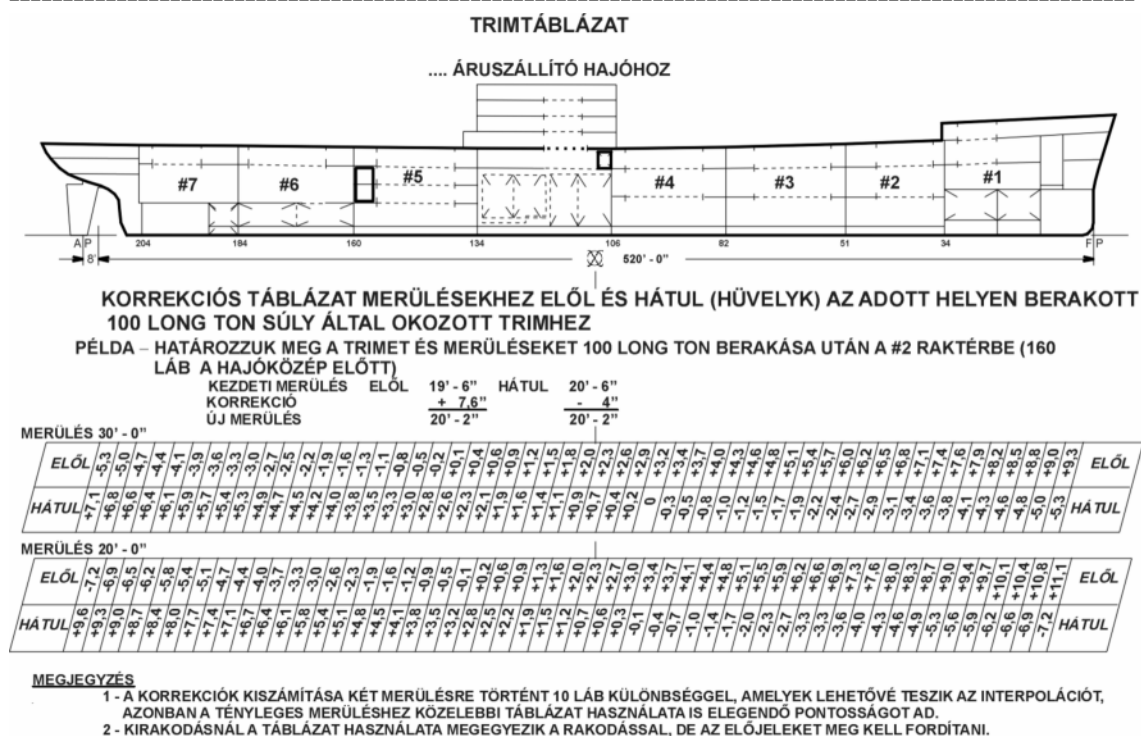 TRIMTÁBLÁZAT
.... ÁRUSZÁLLÍTÓ HAJÓHOZ
#7 #6 #5 #4 #3 #2 #1
A P 204 184 160 134 106 82 51 34 F P
8' 520' - 0"
KORREKCIÓS TÁBLÁZAT MERÜLÉSEKHEZ ELŐL ÉS HÁTUL (HÜVELYK) AZ ADOTT HELYEN BERAKOTT
100 LONG TON SÚLY ÁLTAL OKOZOTT TRIMHEZ
PÉLDA – HATÁROZZUK MEG A TRIMET ÉS MERÜLÉSEKET 100 LONG TON BERAKÁSA UTÁN A #2 RAKTÉRBE (160
LÁB A HAJÓKÖZÉP ELŐTT)
KEZDETI MERÜLÉS ELŐL 19' - 6" HÁTUL 20' - 6"
KORREKCIÓ + 7,6" - 4"
ÚJ MERÜLÉS 20' - 2" 20' - 2"
MERÜLÉS 30' - 0"
ELŐL -5,3 -5,0 -4,7 -4,4 -4,1 -3,9 -3,6 -3,3 -3,0 -2,7 -2,5 -2,2 -1,9 -1,6 -1,3 -1,1 -0,8 -0,5 -0,2 +0,1 +0,4 +0,6 +0,9 +1,2 +1,5 +1,8 +2,0 +2,3 +2,6 +2,9 +3,2 +3,4 +3,7 +4,0 +4,3 +4,6 +4,8 +5,1 +5,4 +5,7 +6,0 +6,2 +6,5 +6,8 +7,1 +7,4 +7,6 +7,9 +8,2 +8,5 +8,8 +9,0 +9,3 ELŐL
HÁTUL +7,1 +6,8 +6,6 +6,4 +6,1 +5,9 +5,7 +5,4 +5,3 +4,9 +4,7 +4,5 +4,2 +4,0 +3,8 +3,5 +3,3 +3,0 +2,8 +2,6 +2,3 +2,1 +1,9 +1,6 +1,4 +1,1 +0,9 +0,7 +0,4 +0,2 0 -0,3 -0,5 -0,8 -1,0 -1,2 -1,5 -1,7 -1,9 -2,2 -2,4 -2,7 -2,9 -3,1 -3,4 -3,6 -3,8 -4,1 -4,3 -4,6 -4,8 -5,0 -5,3 HÁTUL
MERÜLÉS 20' - 0"
ELŐL -7,2 -6,9 -6,5 -6,2 -5,8 -5,4 -5,1 -4,7 -4,4 -4,0 -3,7 -3,3 -3,0 -2,6 -2,3 -1,9 -1,6 -1,2 -0,9 -0,5 -0,1 +0,2 +0,6 +0,9 +1,3 +1,6 +2,0 +2,3 +2,7 +3,0 +3,4 +3,7 +4,1 +4,4 +4,8 +5,1 +5,5 +5,9 +6,2 +6,6 +6,9 +7,3 +7,6 +8,0 +8,3 +8,7 +9,0 +9,4 +9,7 +10,1 +10,4 +10,8 +11,1 ELŐL
HÁTUL +9,6 +9,3 +9,0 +8,7 +8,4 +8,0 +7,7 +7,4 +7,1 +6,7 +6,4 +6,1 +5,8 +5,4 +5,1 +4,8 +4,5 +4,1 +3,8 +3,5 +3,2 +2,8 +2,5 +2,2 +1,9 +1,5 +1,2 +0,7 +0,6 +0,3 -0,1 -0,4 -0,7 -1,0 -1,4 -1,7 -2,0 -2,3 -2,7 -3,3 -3,3 -3,6 -4,0 -4,3 -4,6 -4,9 -5,3 -5,6 -5,9 -6,2 -6,6 -6,9 -7,2 HÁTUL
MEGJEGYZÉS
1 - A KORREKCIÓK KISZÁMÍTÁSA KÉT MERÜLÉSRE TÖRTÉNT 10 LÁB KÜLÖNBSÉGGEL, AMELYEK LEHETŐVÉ TESZIK AZ INTERPOLÁCIÓT,
AZONBAN A TÉNYLEGES MERÜLÉSHEZ KÖZELEBBI TÁBLÁZAT HASZNÁLATA IS ELEGENDŐ PONTOSSÁGOT AD.
2 - KIRAKODÁSNÁL A TÁBLÁZAT HASZNÁLATA MEGEGYEZIK A RAKODÁSSAL, DE AZ ELŐJELEKET MEG KELL FORDÍTANI.